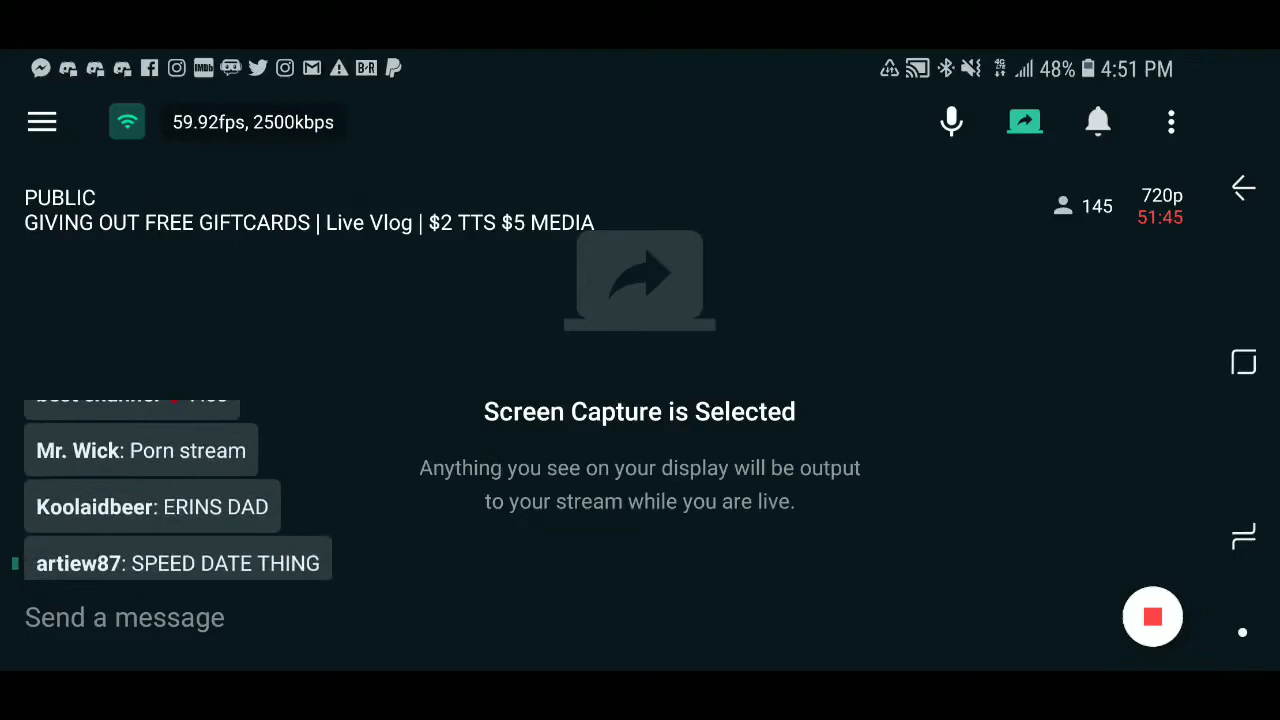 48% 4:51 PM
59.92fps, 2500kbps
PUBLIC
GIVING OUT FREE GIFTCARDS | Live Vlog | $2 TTS $5 MEDIA
145
720p
51:45
Screen Capture is Selected
Anything you see on your display will be output
to your stream while you are live.
Mr. Wick: Porn stream
Koolaidbeer: ERINS DAD
artiew87: SPEED DATE THING
Send a message